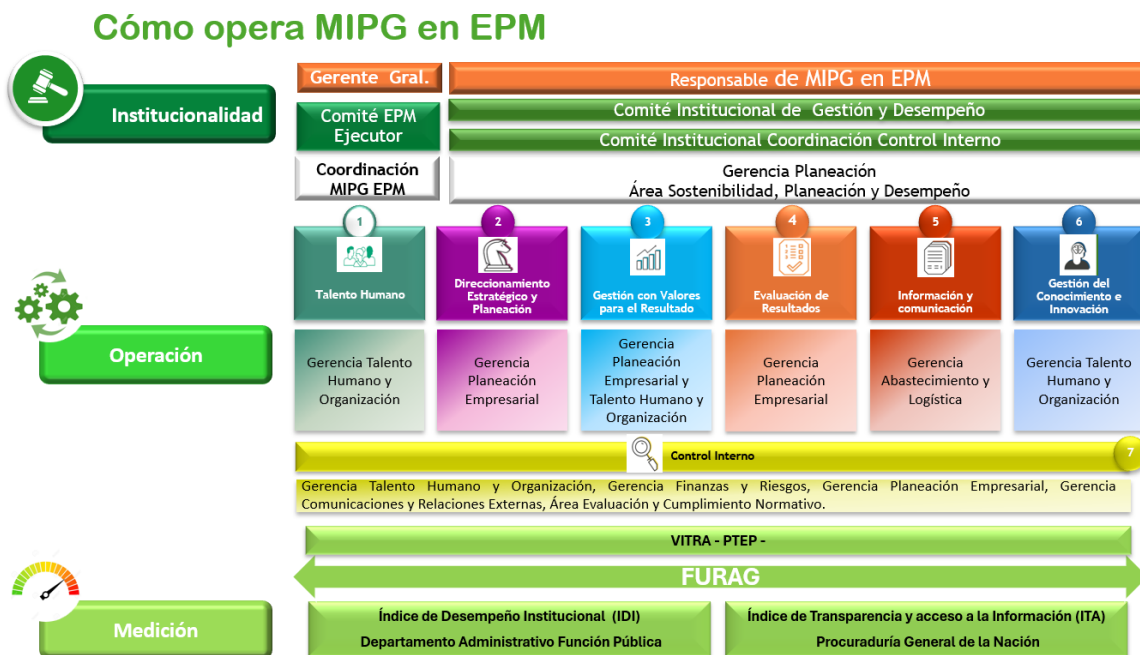 Cómo opera MIPG en EPM
Institucionalidad
Gerente Gral.
Responsable de MIPG en EPM
Comité EPM
Ejecutor
Comité Institucional de Gestión y Desempeño
Comité Institucional Coordinación Control Interno
Coordinación
MIPG EPM
Gerencia Planeación
Área Sostenibilidad, Planeación y Desempeño
Operación
1
Talento Humano
2
Direccionamiento
Estratégico y
Planeación
3
Gestión con Valores
para el Resultado
4
Evaluación de
Resultados
5
Información y
comunicación
6
Gestión del
Conocimiento e
Innovación
Gerencia Talento
Humano y
Organización
Gerencia
Planeación
Empresarial
Gerencia
Planeación
Empresarial y
Talento Humano y
Organización
Gerencia
Planeación
Empresarial
Gerencia
Abastecimiento y
Logística
Gerencia Talento
Humano y
Organización
Control Interno
7
Gerencia Talento Humano y Organización, Gerencia Finanzas y Riesgos, Gerencia Planeación Empresarial, Gerencia
Comunicaciones y Relaciones Externas, Área Evaluación y Cumplimiento Normativo.
VITRA - PTEP -
FURAG
Medición
Índice de Desempeño Institucional (IDI)
Departamento Administrativo Función Pública
Índice de Transparencia y acceso a la Información (ITA)
Procuraduría General de la Nación